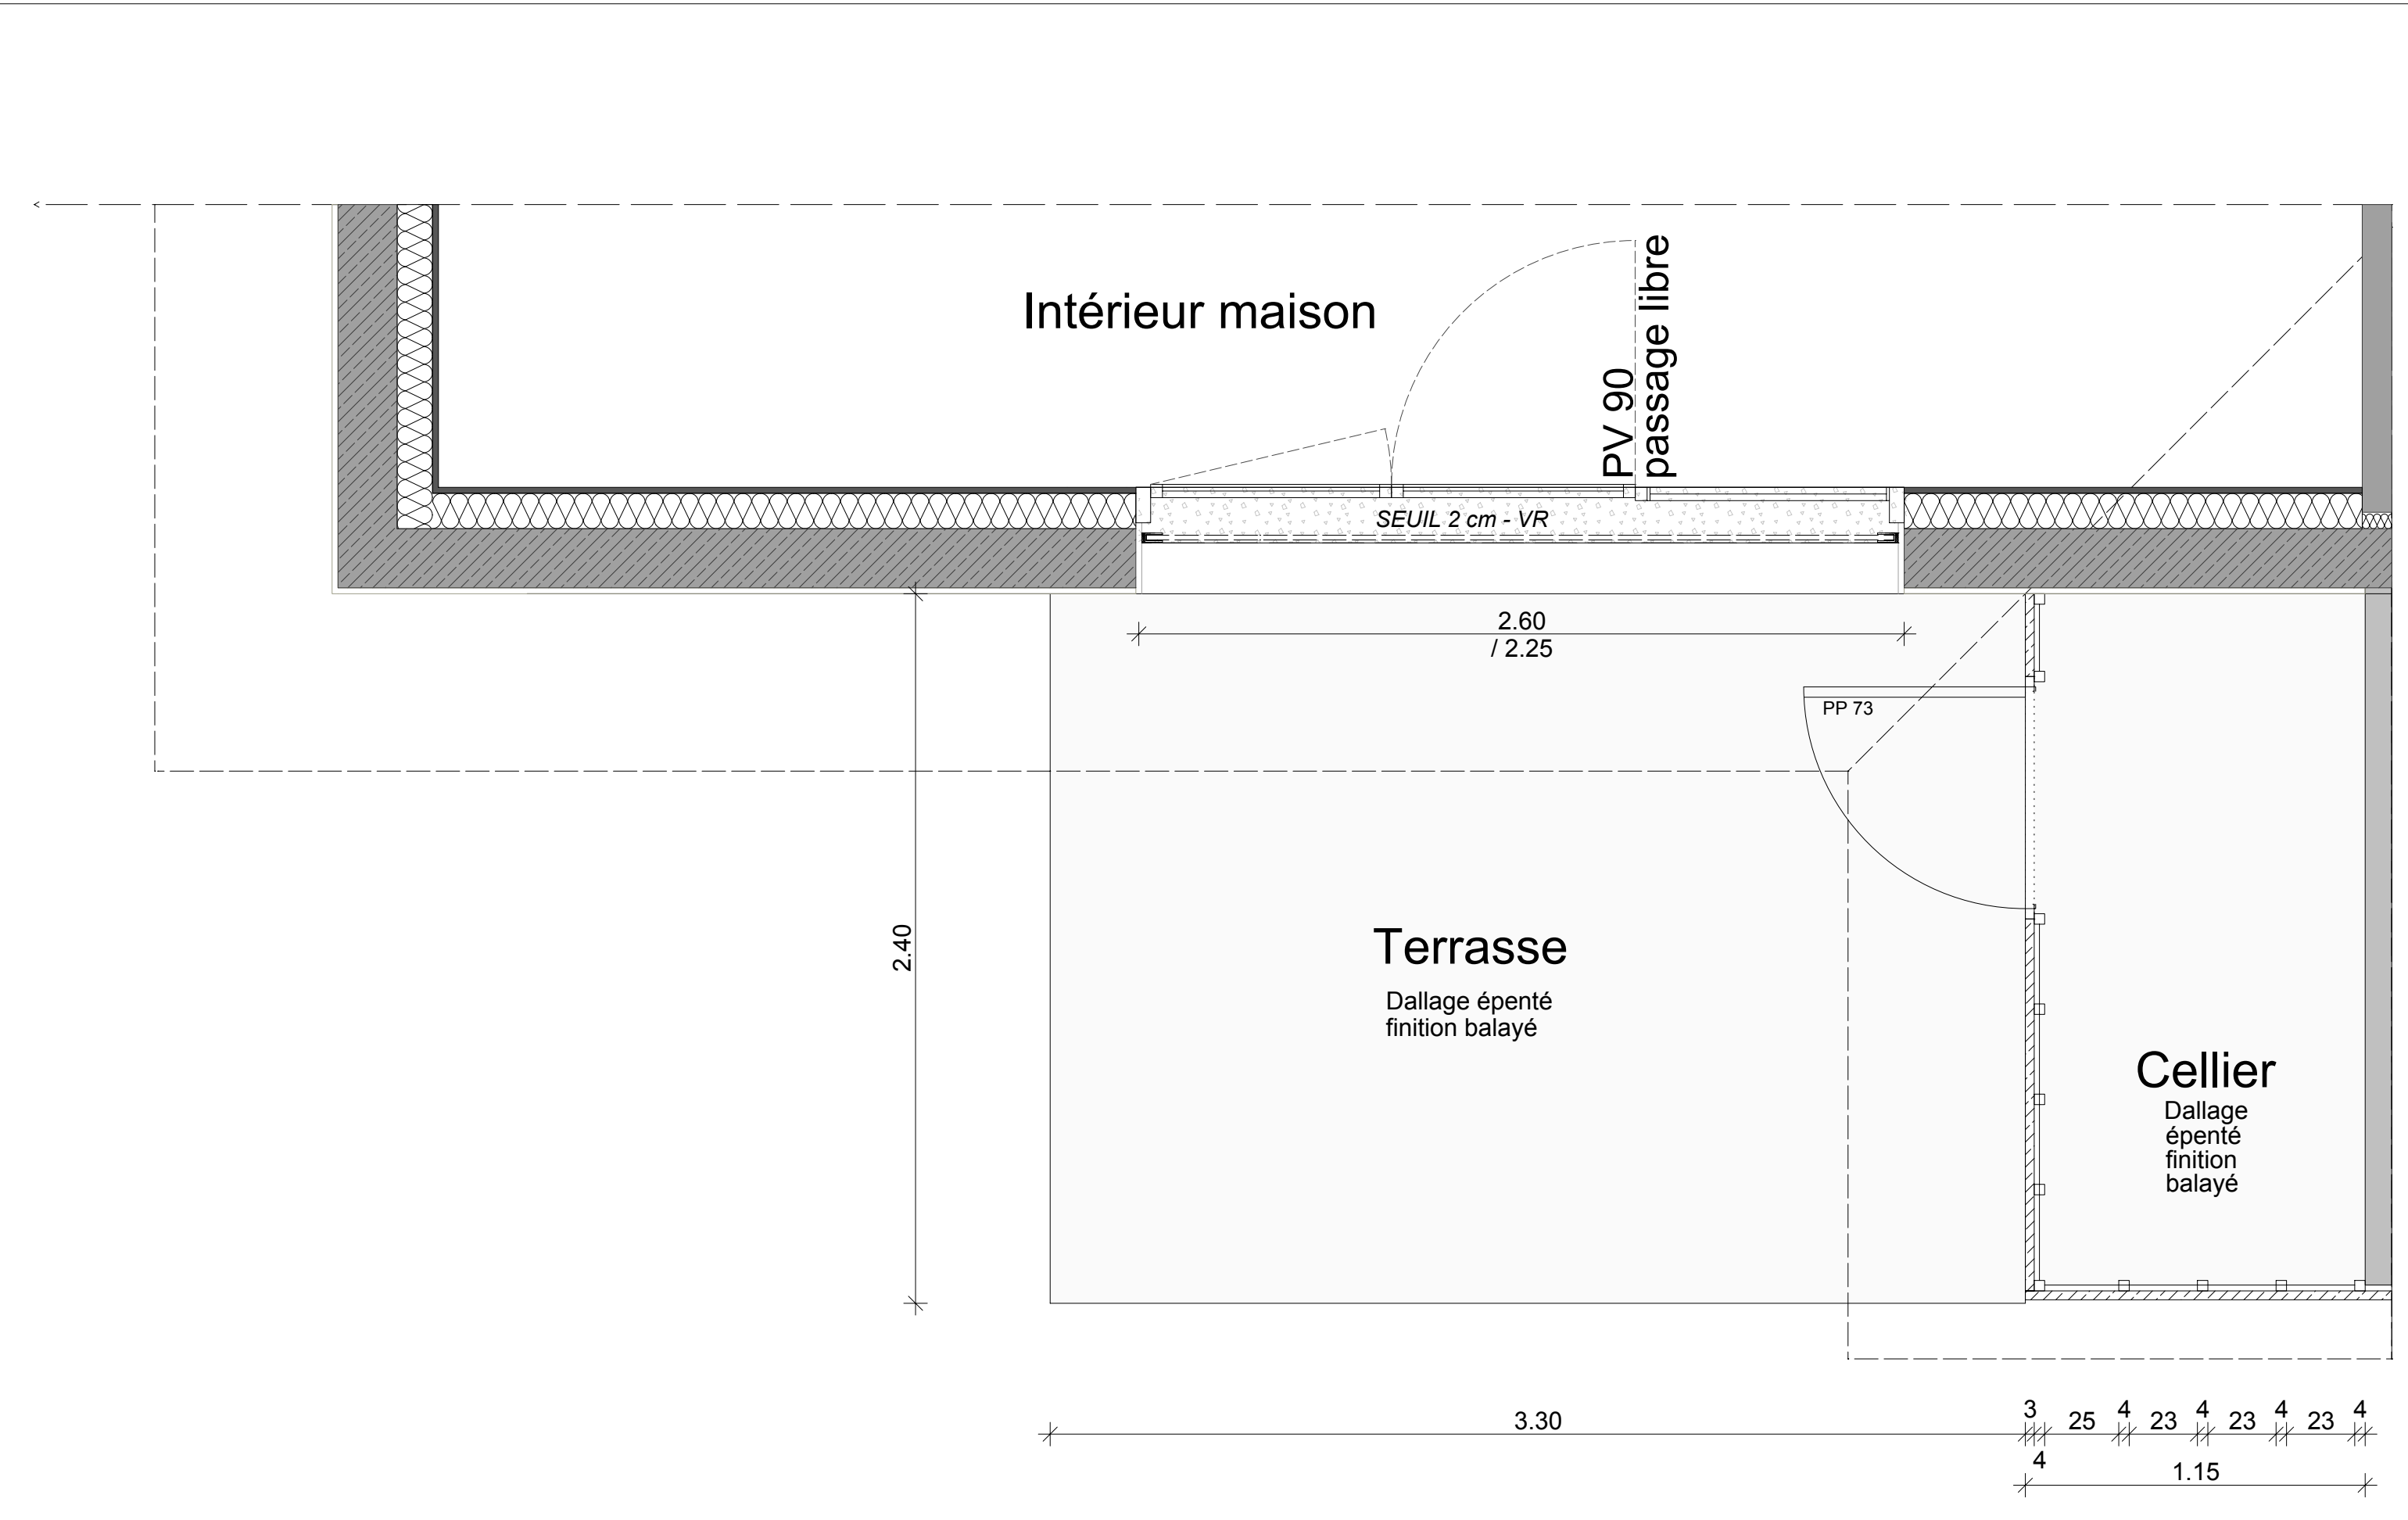 Intérieur maison
PV 90
passage libre
SEUIL 2 cm - VR
2.60
/ 2.25
PP 73
2.40
Terrasse
Dallage épenté
finition balayé
Cellier
Dallage
épenté
finition
balayé
3.30
3
4
25
4
23
4
23
4
23
4
1.15